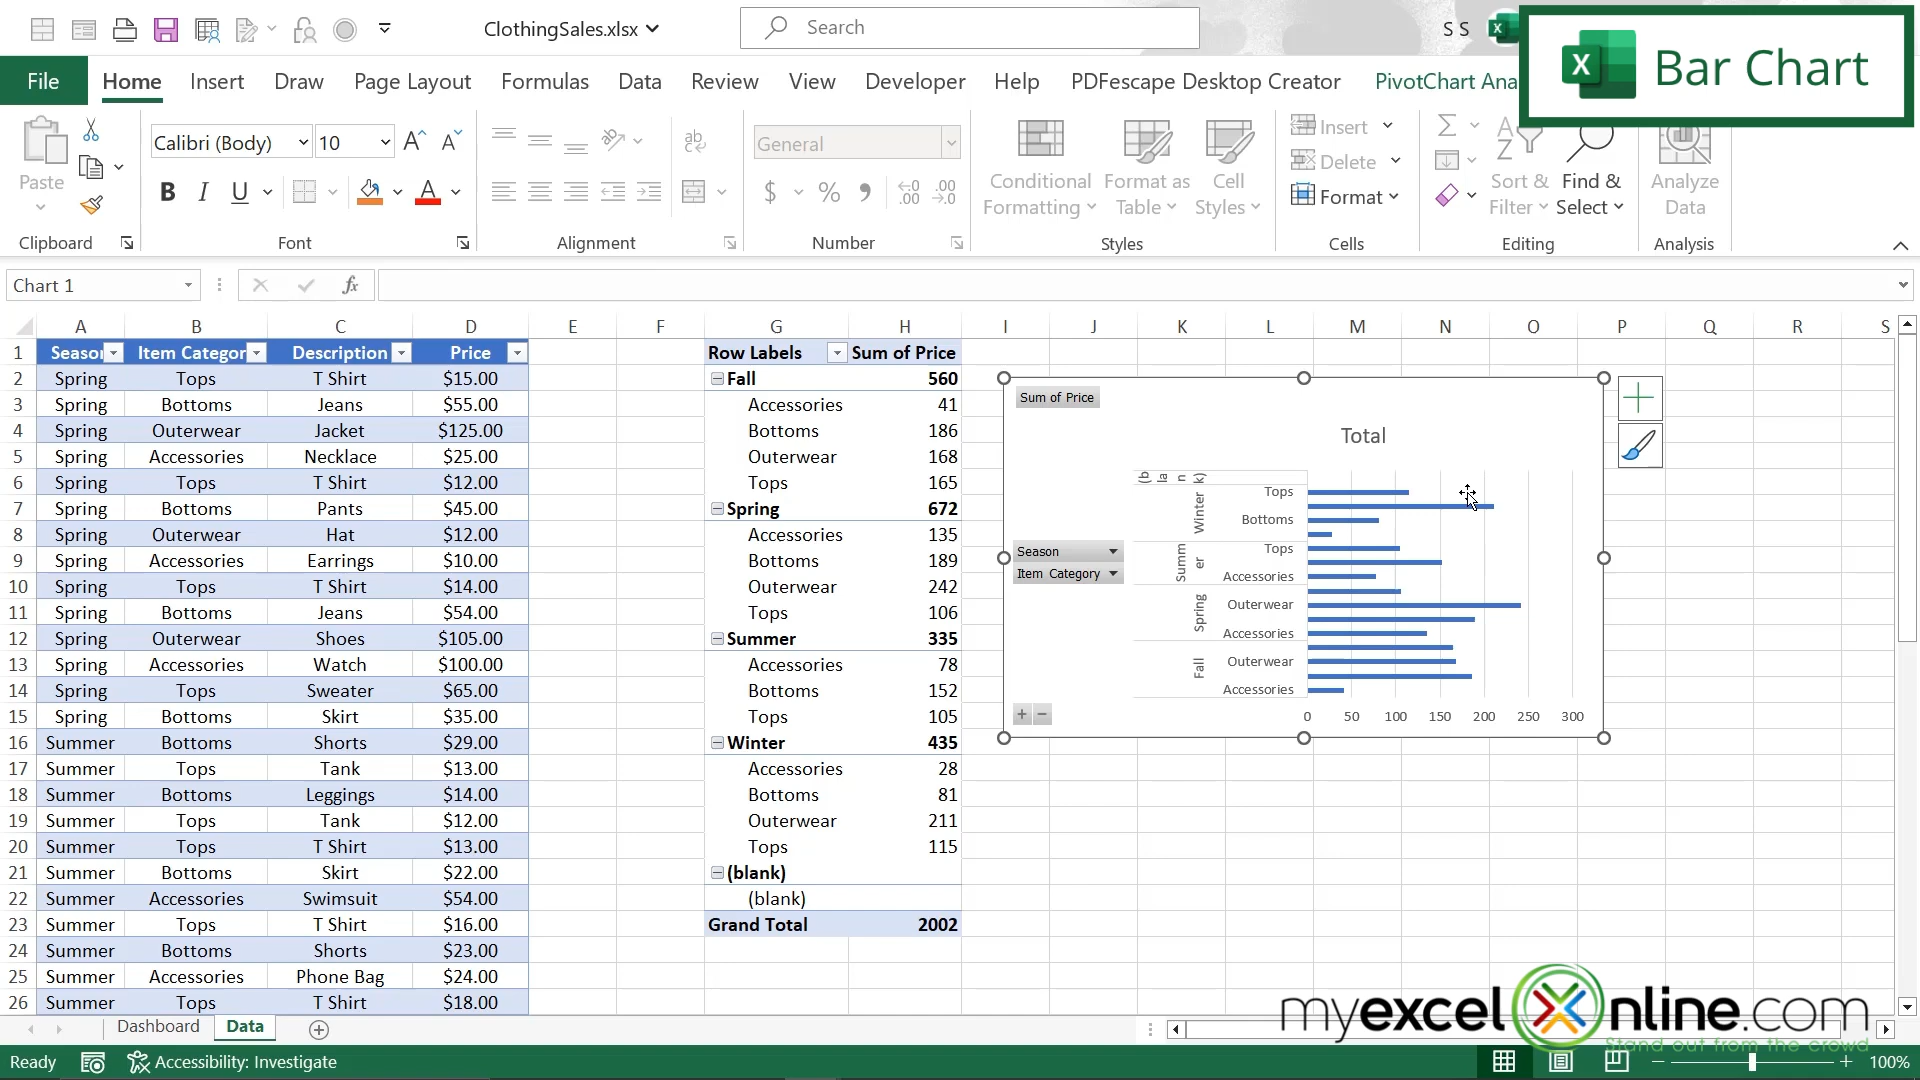 ClothingSales.xlsx
Search
S S
X Bar Chart
File Home Insert Draw Page Layout Formulas Data Review View Developer Help PDFescape Desktop Creator PivotChart Ana
Paste
Calibri (Body) 10
General
Conditional Formatting
Format as Table
Cell Styles
Insert
Delete
Format
Sort & Filter
Find & Select
Analyze Data
Clipboard Font Alignment Number Styles Cells Editing Analysis
Chart 1 fx
A B C D E F G H I J K L M N O P Q R S
1 Season Item Categor Description Price Row Labels Sum of Price
2 Spring Tops T Shirt $15.00 Fall 560
3 Spring Bottoms Jeans $55.00 Accessories 41
4 Spring Outerwear Jacket $125.00 Bottoms 186
5 Spring Accessories Necklace $25.00 Outerwear 168
6 Spring Tops T Shirt $12.00 Tops 165
7 Spring Bottoms Pants $45.00 Spring 672
8 Spring Outerwear Hat $12.00 Accessories 135
9 Spring Accessories Earrings $10.00 Bottoms 189
10 Spring Tops T Shirt $14.00 Outerwear 242
11 Spring Bottoms Jeans $54.00 Tops 106
12 Spring Outerwear Shoes $105.00 Summer 335
13 Spring Accessories Watch $100.00 Accessories 78
14 Spring Tops Sweater $65.00 Bottoms 152
15 Spring Bottoms Skirt $35.00 Tops 105
16 Summer Bottoms Shorts $29.00 Winter 435
17 Summer Tops Tank $13.00 Accessories 28
18 Summer Bottoms Leggings $14.00 Bottoms 81
19 Summer Tops Tank $12.00 Outerwear 211
20 Summer Tops T Shirt $13.00 Tops 115
21 Summer Bottoms Skirt $22.00 (blank)
22 Summer Accessories Swimsuit $54.00 (blank)
23 Summer Tops T Shirt $16.00 Grand Total 2002
24 Summer Bottoms Shorts $23.00
25 Summer Accessories Phone Bag $24.00
26 Summer Tops T Shirt $18.00
Sum of Price
Total
(blank)
Winter
Tops
Bottoms
Season
Item Category
Summer
Tops
Accessories
Spring
Outerwear
Accessories
Fall
Outerwear
Accessories
0 50 100 150 200 250 300
myexcelonline.com
Stand out from the crowd
Dashboard Data
Ready Accessibility: Investigate 100%